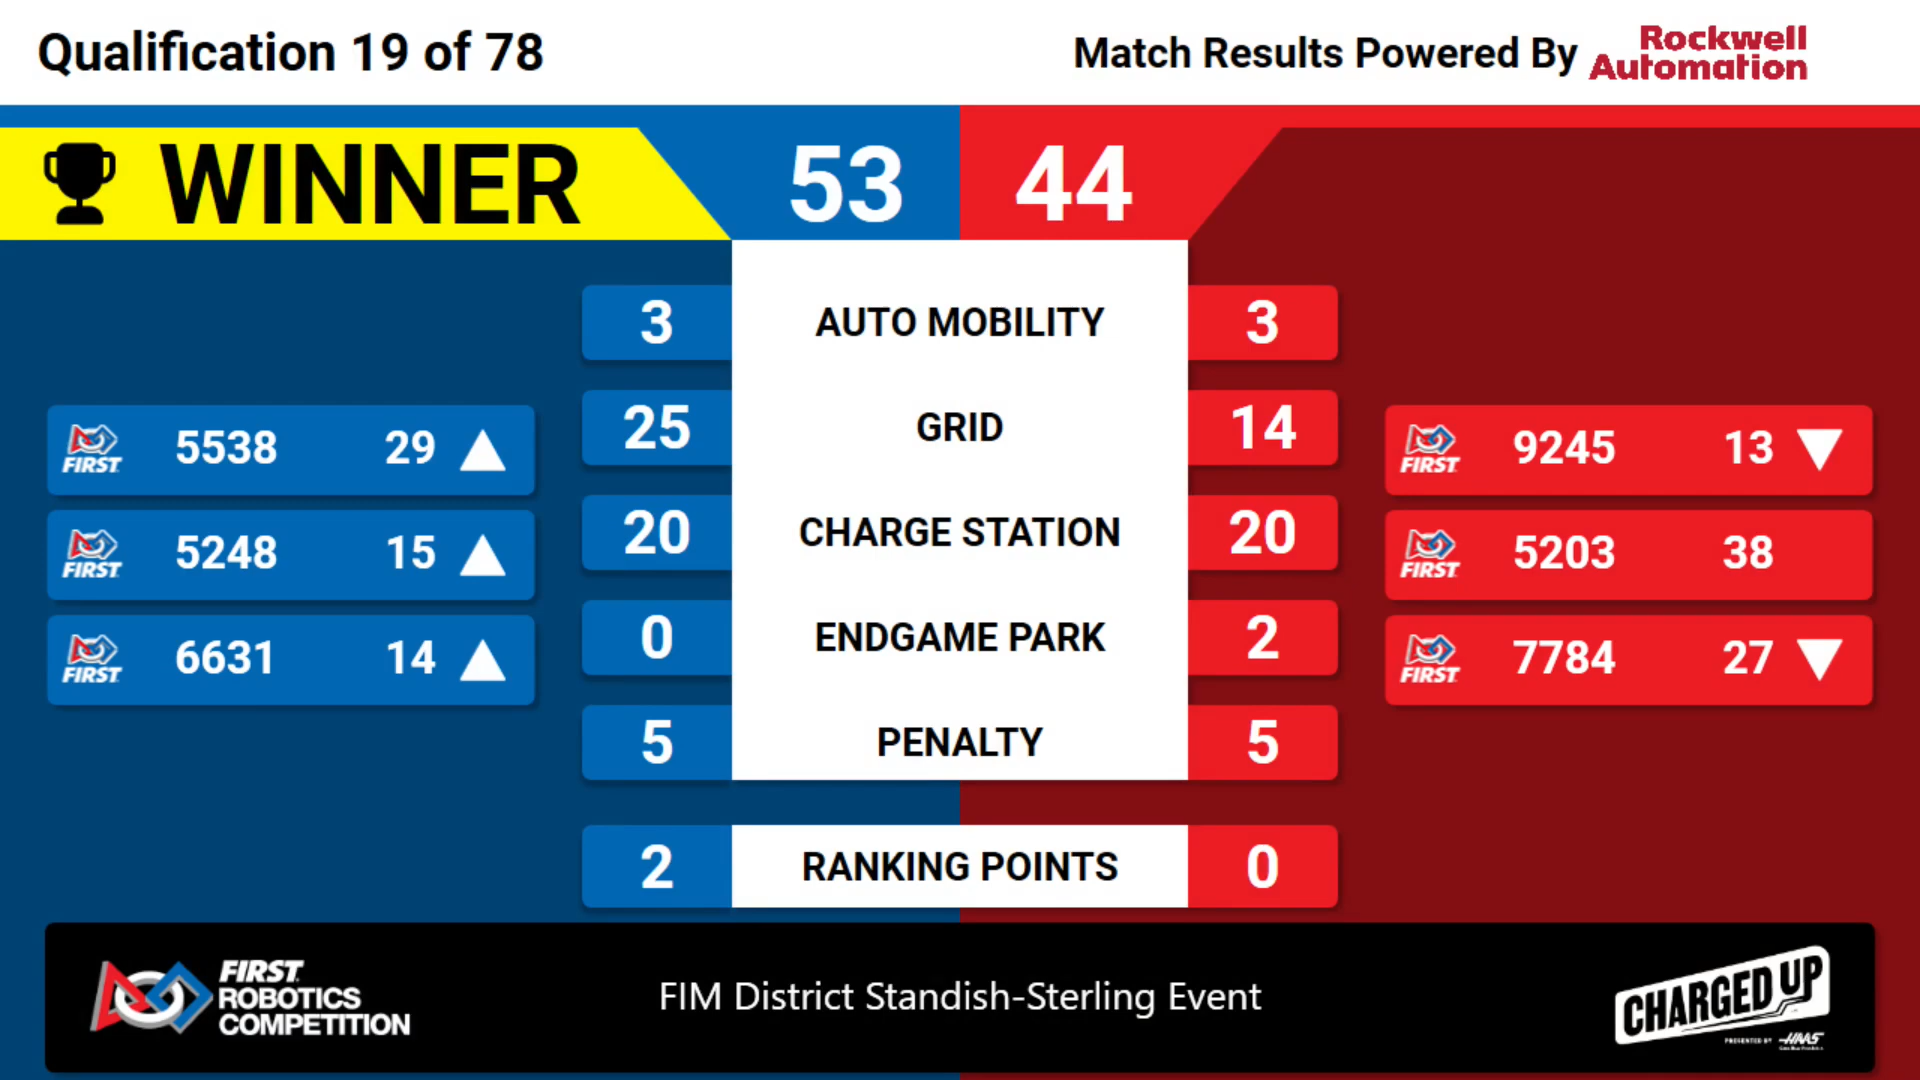 Qualification 19 of 78
Match Results Powered By Rockwell Automation
WINNER 53 44
3 AUTO MOBILITY 3
25 GRID 14
FIRST 5538 29
FIRST 9245 13
20 CHARGE STATION 20
FIRST 5248 15
FIRST 5203 38
0 ENDGAME PARK 2
FIRST 6631 14
FIRST 7784 27
5 PENALTY 5
2 RANKING POINTS 0
FIRST
ROBOTICS
COMPETITION
FIM District Standish-Sterling Event
CHARGED UP
PRESENTED BY HAAS